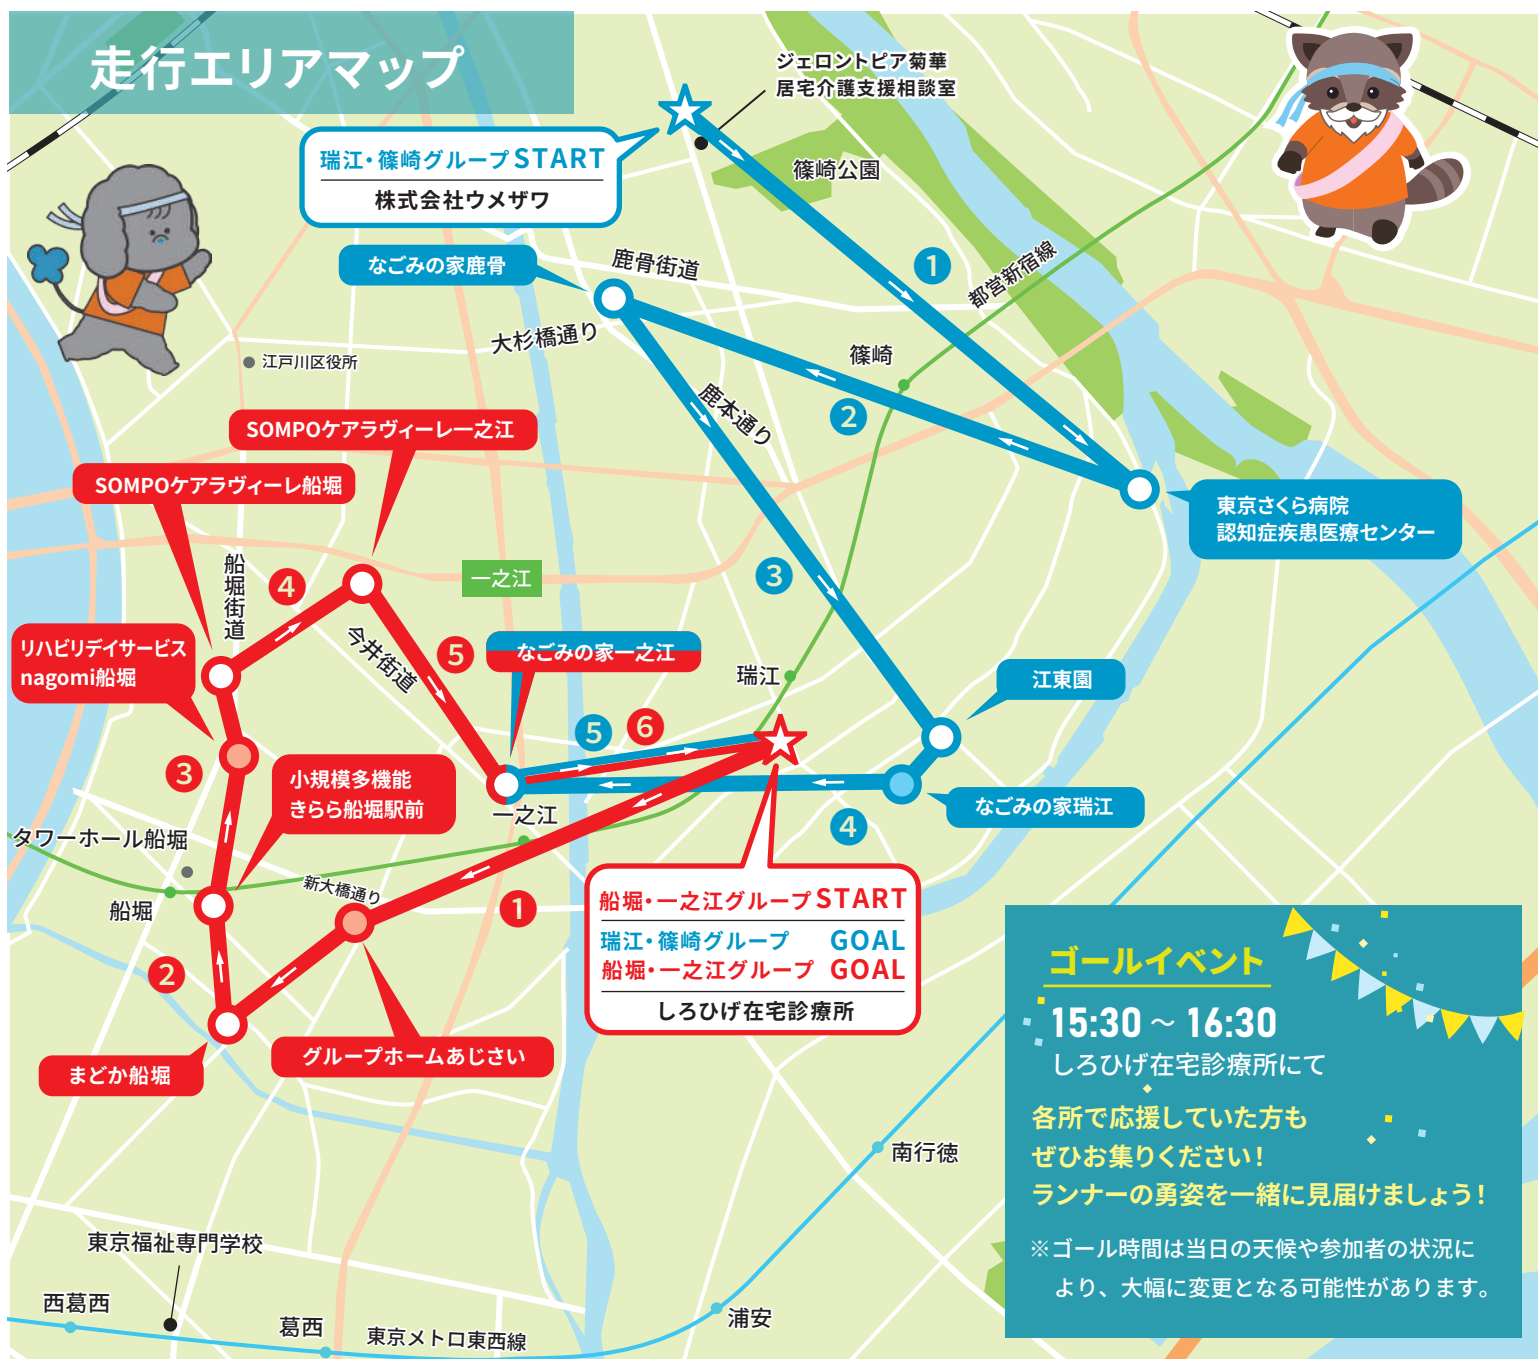 走行エリアマップ
ジェロントピア菊華
居宅介護支援相談室
瑞江・篠崎グループSTART
株式会社ウメザワ
篠崎公園
なごみの家鹿骨
鹿骨街道
1
都営新宿線
大杉橋通り
江戸川区役所
篠崎
2
鹿本通り
SOMPOケアラヴィーレ一之江
SOMPOケアラヴィーレ船堀
東京さくら病院
認知症疾患医療センター
船堀街道
4
一之江
3
リハビリデイサービス
nagomi船堀
今井街道
5
なごみの家一之江
瑞江
江東園
5
6
3
小規模多機能
きらら船堀駅前
なごみの家瑞江
一之江
4
タワーホール船堀
新大橋通り
船堀
1
船堀・一之江グループSTART
瑞江・篠崎グループ GOAL
船堀・一之江グループ GOAL
しろひげ在宅診療所
2
グループホームあじさい
まどか船堀
ゴールイベント
15:30 ～ 16:30
しろひげ在宅診療所にて
各所で応援していた方も
ぜひお集りください！
ランナーの勇姿を一緒に見届けましょう！
※ゴール時間は当日の天候や参加者の状況に
より、大幅に変更となる可能性があります。
南行徳
東京福祉専門学校
西葛西
葛西
東京メトロ東西線
浦安